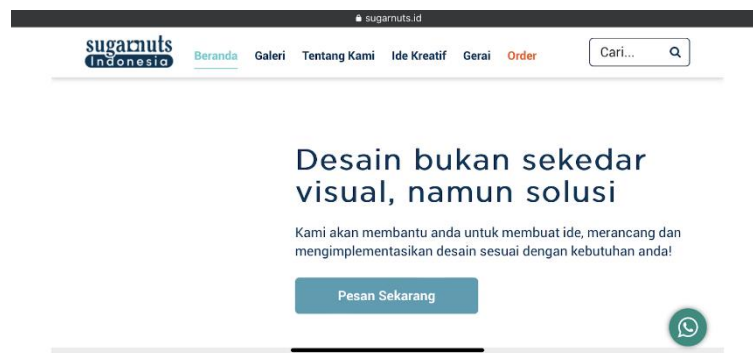 sugarnuts.id
sugarnuts
Indonesia
Beranda Galeri Tentang Kami Ide Kreatif Gerai Order Cari...
Desain bukan sekedar
visual, namun solusi
Kami akan membantu anda untuk membuat ide, merancang dan
mengimplementasikan desain sesuai dengan kebutuhan anda!
Pesan Sekarang